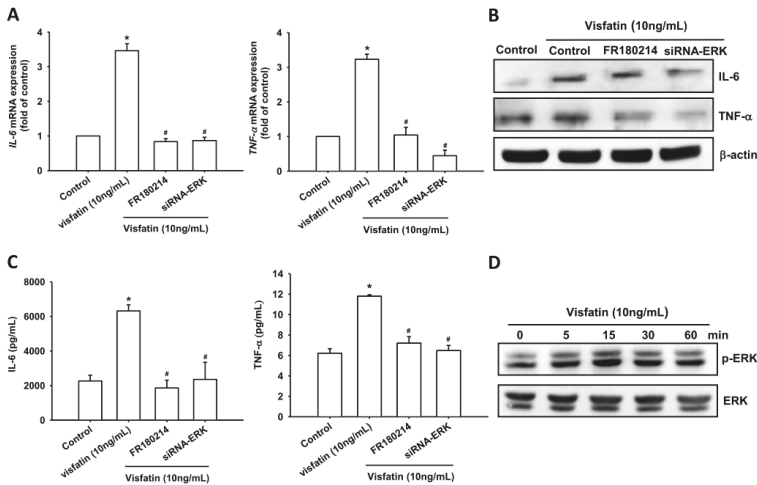 A
IL-6 mRNA expression
(fold of control)
4
3
2
1
0
*
#
#
Control
visfatin (10ng/mL)
FR180214
siRNA-ERK
Visfatin (10ng/mL)
TNF-α mRNA expression
(fold of control)
4
3
2
1
0
*
#
#
Control
visfatin (10ng/mL)
FR180214
siRNA-ERK
Visfatin (10ng/mL)
B
Visfatin (10ng/mL)
Control
Control
FR180214
siRNA-ERK
IL-6
TNF-α
β-actin
C
IL-6
(pg/mL)
8000
6000
4000
2000
0
*
#
#
Control
visfatin (10ng/mL)
FR180214
siRNA-ERK
Visfatin (10ng/mL)
TNF-α (pg/mL)
14
12
10
8
6
4
2
0
*
#
#
Control
visfatin (10ng/mL)
FR180214
siRNA-ERK
Visfatin (10ng/mL)
D
Visfatin (10ng/mL)
0 5 15 30 60 min
p-ERK
ERK